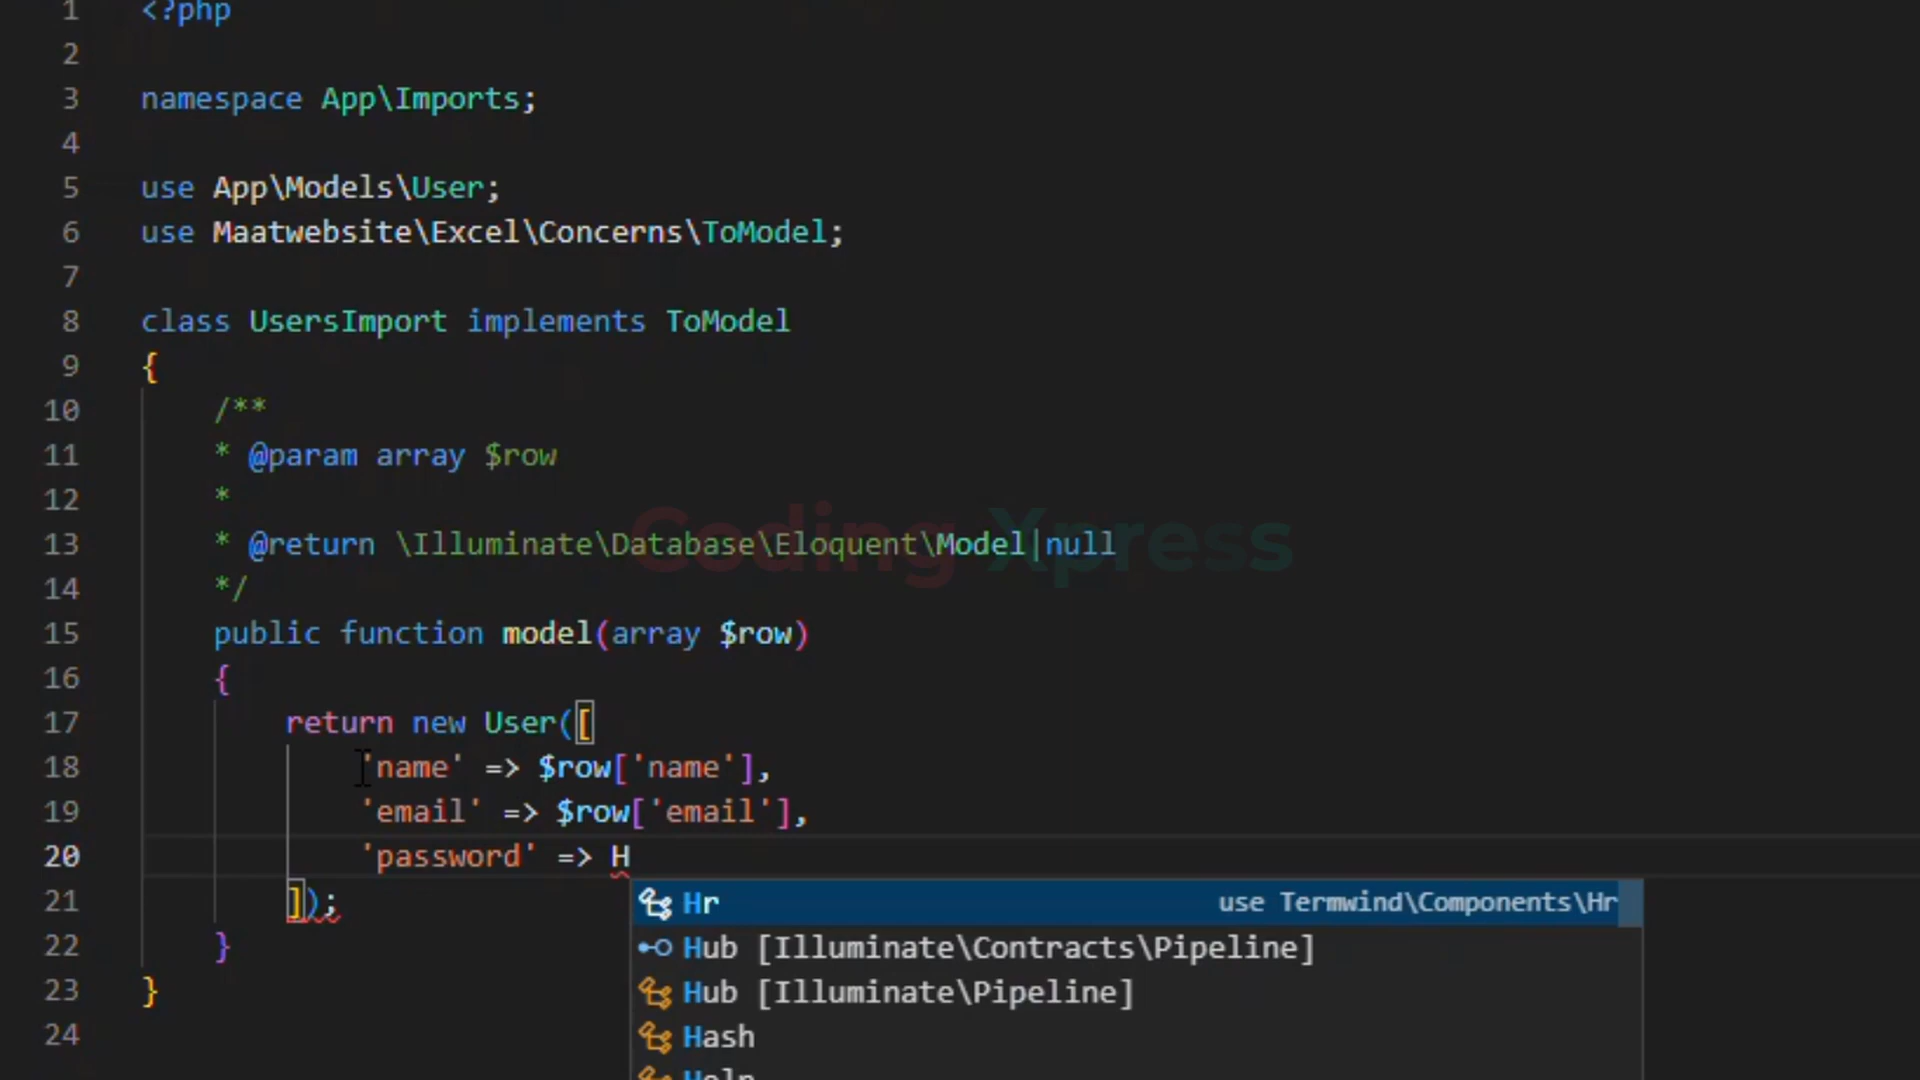 1 <?php
2
3 namespace App\Imports;
4
5 use App\Models\User;
6 use Maatwebsite\Excel\Concerns\ToModel;
7
8 class UsersImport implements ToModel
9 {
10 /**
11 * @param array $row
12 *
13 * @return \Illuminate\Database\Eloquent\Model|null
Coding Xpress
14 */
15 public function model(array $row)
16 {
17 return new User([
18 'name' => $row['name'],
19 'email' => $row['email'],
20 'password' => H
21 ]);
Hr use Termwind\Components\Hr
22 }
Hub [Illuminate\Contracts\Pipeline]
23 }
Hub [Illuminate\Pipeline]
24
Hash